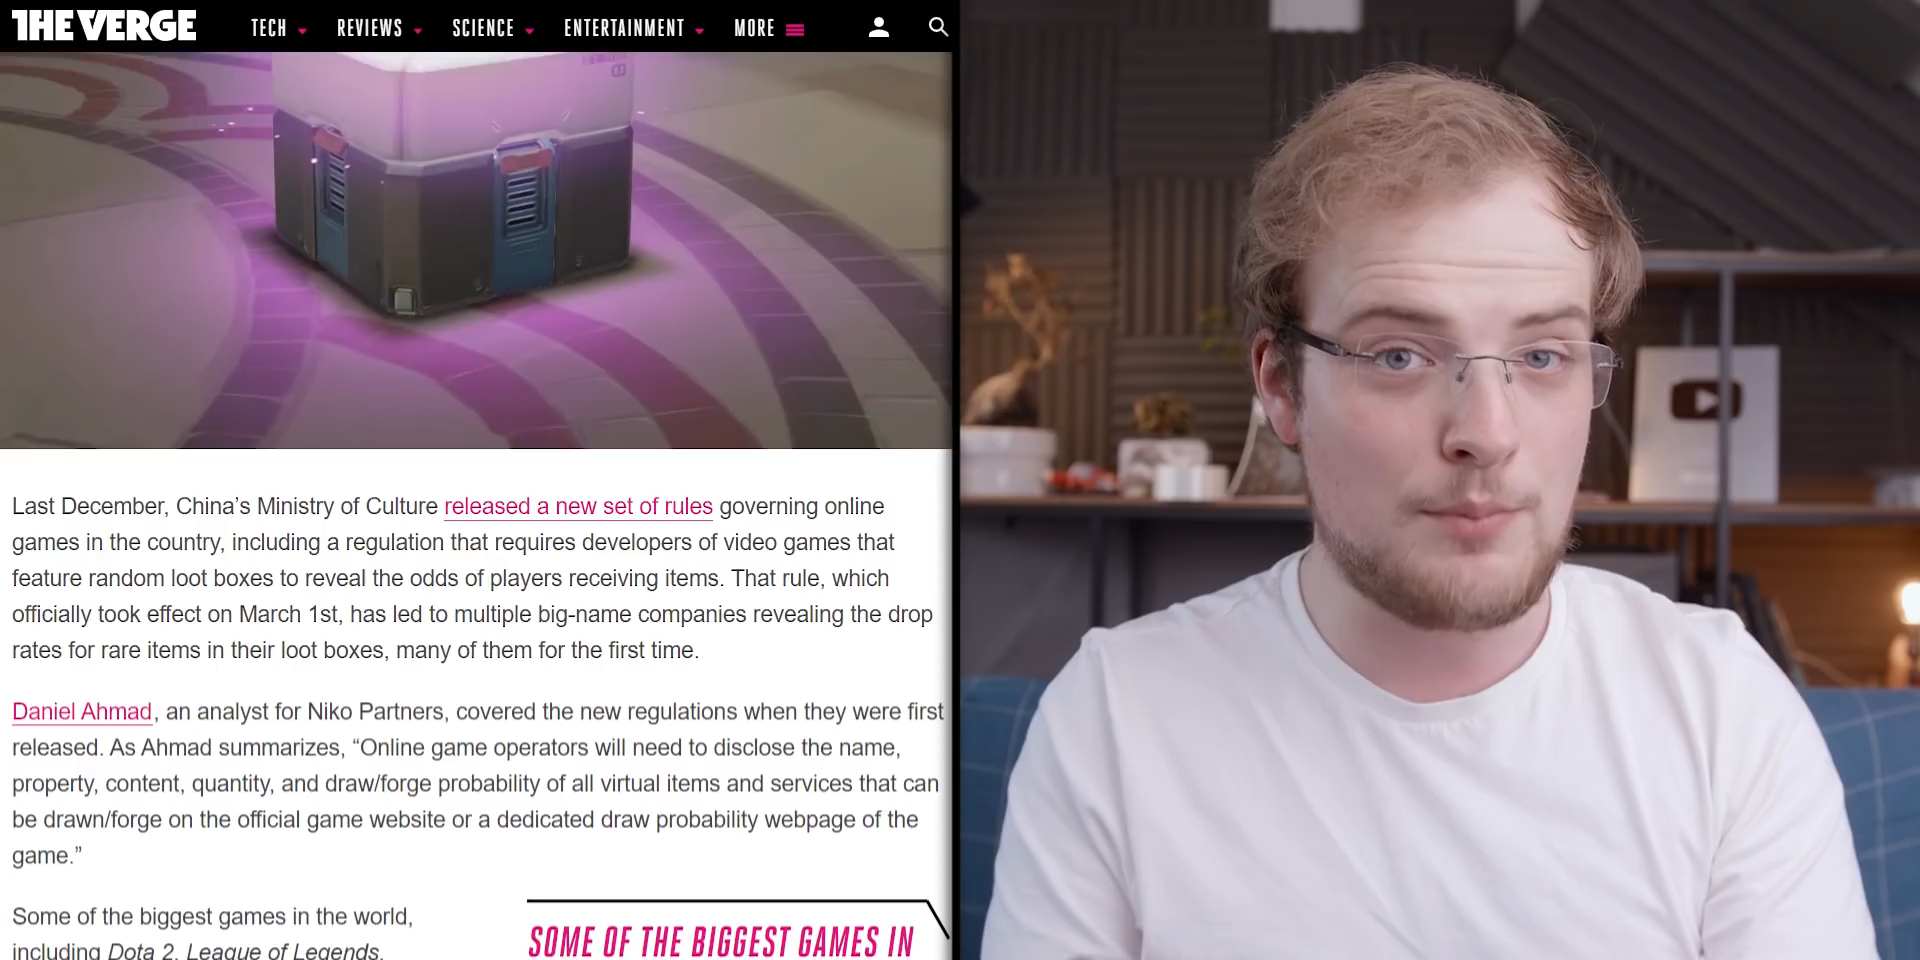 THE VERGE
TECH REVIEWS SCIENCE ENTERTAINMENT MORE
Last December, China’s Ministry of Culture released a new set of rules governing online
games in the country, including a regulation that requires developers of video games that
feature random loot boxes to reveal the odds of players receiving items. That rule, which
officially took effect on March 1st, has led to multiple big-name companies revealing the drop
rates for rare items in their loot boxes, many of them for the first time.
Daniel Ahmad, an analyst for Niko Partners, covered the new regulations when they were first
released. As Ahmad summarizes, “Online game operators will need to disclose the name,
property, content, quantity, and draw/forge probability of all virtual items and services that can
be drawn/forge on the official game website or a dedicated draw probability webpage of the
game.”
Some of the biggest games in the world,
including Dota 2, League of Legends,
SOME OF THE BIGGEST GAMES IN